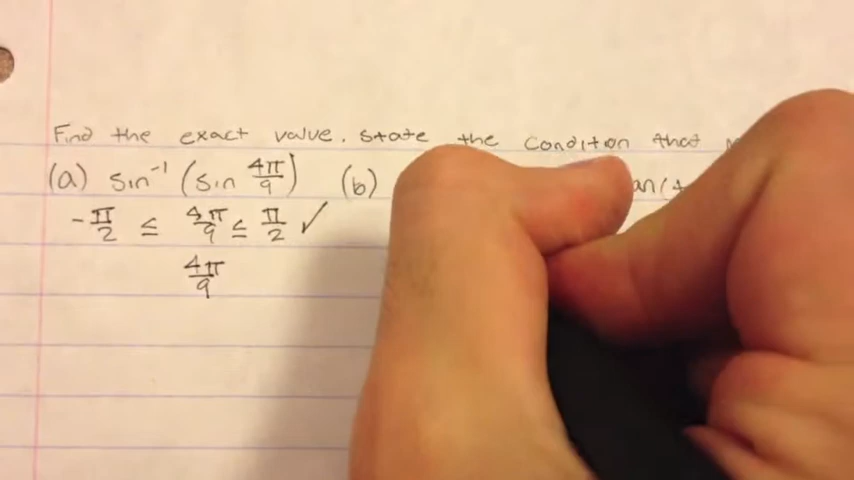 Find the exact value. State the condition that
(a) sin⁻¹ (sin 4π/9) (b)
-π/2 ≤ 4π/9 ≤ π/2 ✓
4π/9